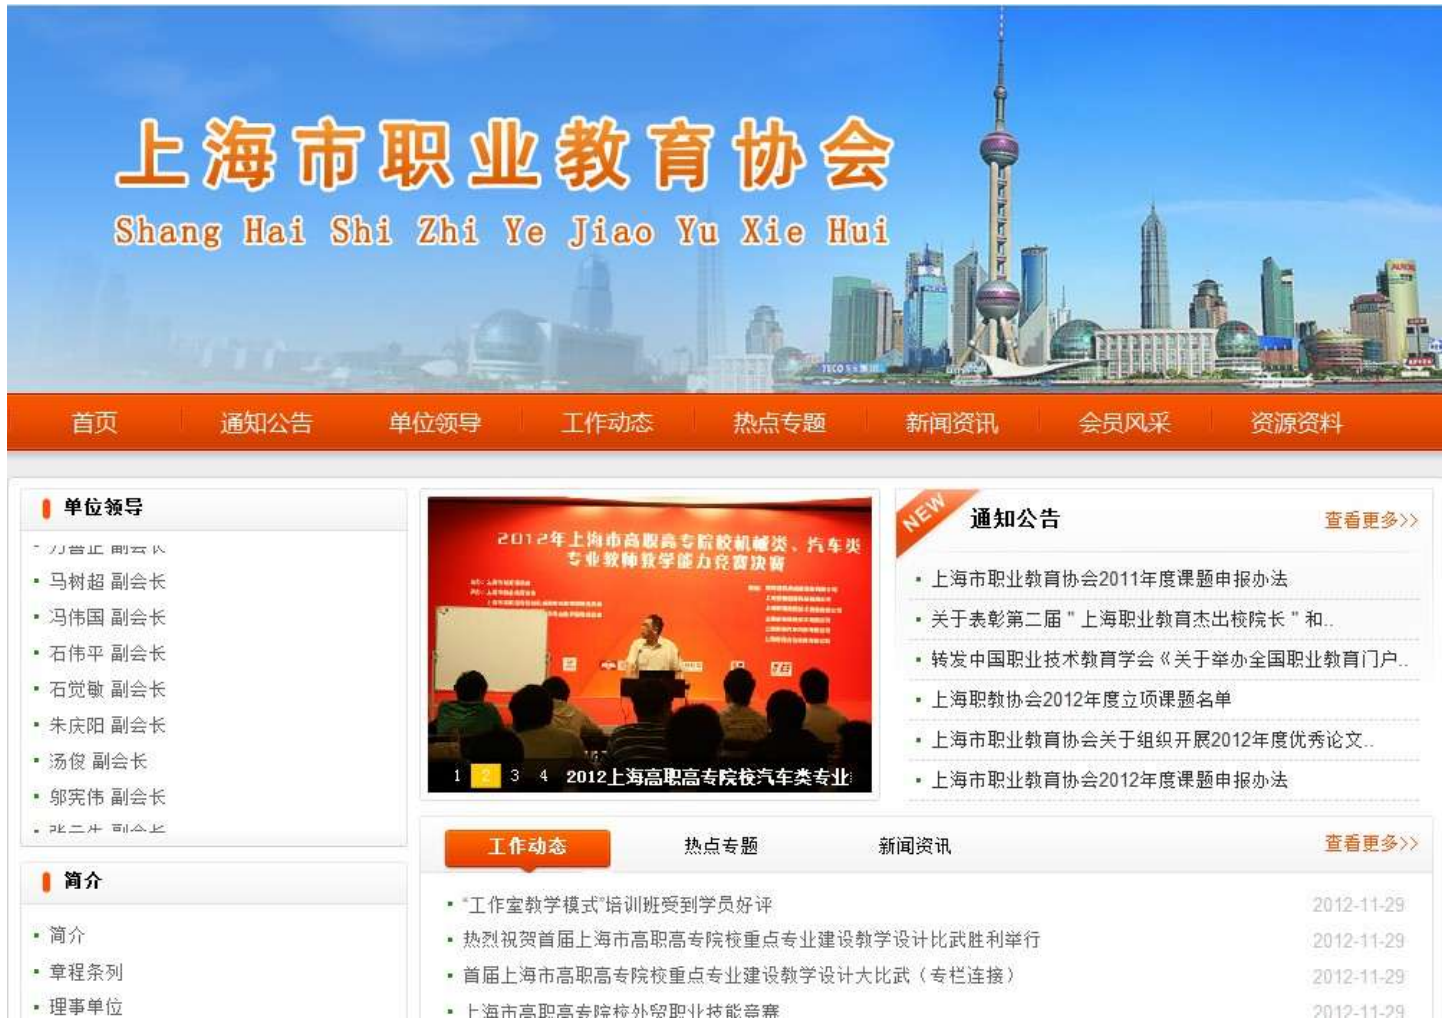 上海市职业教育协会
Shang Hai Shi Zhi Ye Jiao Yu Xie Hui
首页 通知公告 单位领导 工作动态 热点专题 新闻资讯 会员风采 资源资料
单位领导
马树超 副会长
冯伟国 副会长
石伟平 副会长
石觉敏 副会长
朱庆阳 副会长
汤俊 副会长
邬宪伟 副会长
简介
简介
章程条列
理事单位
2012年上海市高职高专院校机械类、汽车类
专业教师教学能力竞赛决赛
1 2 3 4 2012上海高职高专院校汽车类专业
NEW 通知公告 查看更多>>
上海市职业教育协会2011年度课题申报办法
关于表彰第二届＂上海职业教育杰出校院长＂和..
转发中国职业技术教育学会《关于举办全国职业教育门户..
上海职教协会2012年度立项课题名单
上海市职业教育协会关于组织开展2012年度优秀论文..
上海市职业教育协会2012年度课题申报办法
工作动态 热点专题 新闻资讯 查看更多>>
“工作室教学模式”培训班受到学员好评 2012-11-29
热烈祝贺首届上海市高职高专院校重点专业建设教学设计比武胜利举行 2012-11-29
首届上海市高职高专院校重点专业建设教学设计大比武（专栏连接） 2012-11-29
上海市高职高专院校外贸职业技能竞赛 2012-11-29